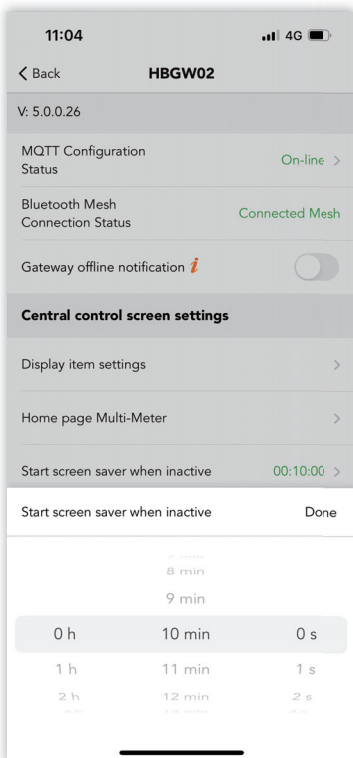 11:04
4G
Back
HBGW02
V: 5.0.0.26
MQTT Configuration
Status
On-line
Bluetooth Mesh
Connection Status
Connected Mesh
Gateway offline notification i
Central control screen settings
Display item settings
Home page Multi-Meter
Start screen saver when inactive
00:10:00
Start screen saver when inactive
Done
8 min
9 min
0 h 10 min 0 s
1 h 11 min 1 s
2 h 12 min 2 s